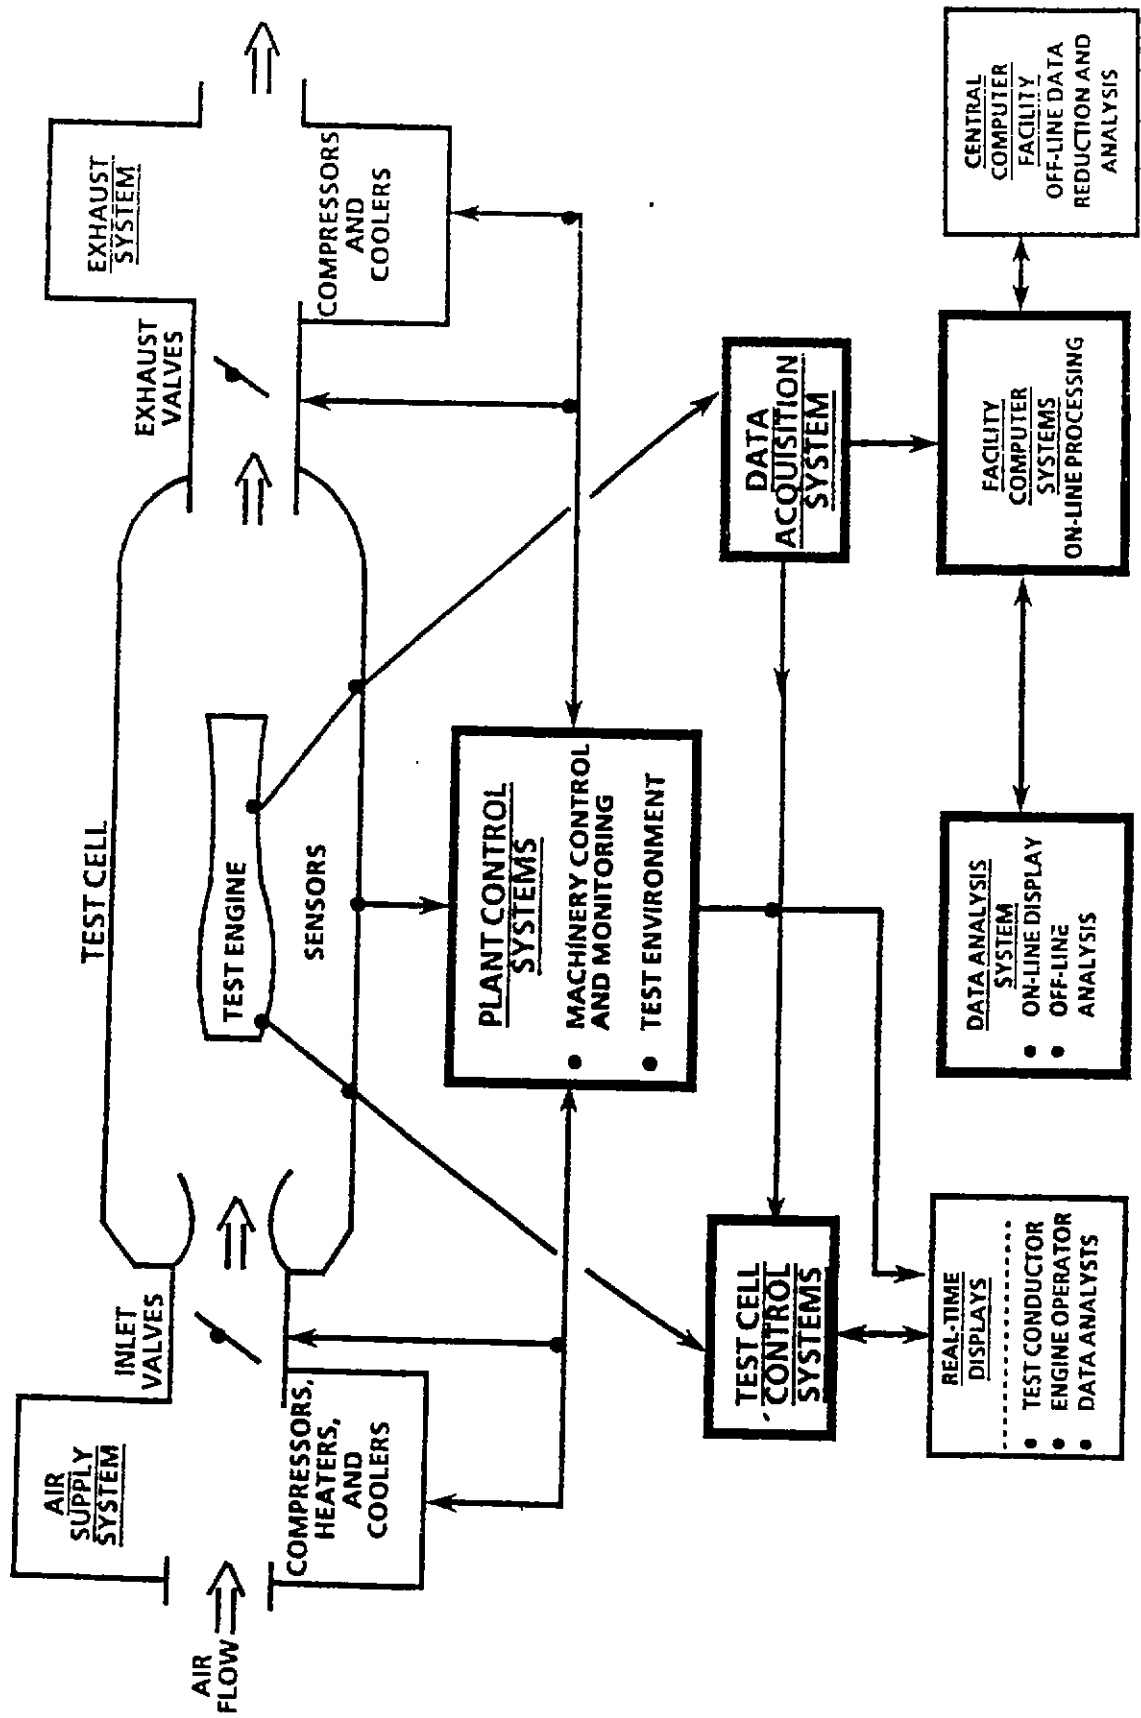 AIR
FLOW
AIR
SUPPLY
SYSTEM
COMPRESSORS,
HEATERS,
AND
COOLERS
INLET
VALVES
TEST CELL
TEST ENGINE
SENSORS
EXHAUST
VALVES
EXHAUST
SYSTEM
COMPRESSORS
AND
COOLERS
PLANT CONTROL
SYSTEMS
● MACHINERY CONTROL
AND MONITORING
● TEST ENVIRONMENT
TEST CELL
CONTROL
SYSTEMS
DATA
ACQUISITION
SYSTEM
REAL-TIME
DISPLAYS
● TEST CONDUCTOR
● ENGINE OPERATOR
● DATA ANALYSTS
DATA ANALYSIS
SYSTEM
● ON-LINE DISPLAY
● OFF-LINE
ANALYSIS
FACILITY
COMPUTER
SYSTEMS
ON-LINE PROCESSING
CENTRAL
COMPUTER
FACILITY
OFF-LINE DATA
REDUCTION AND
ANALYSIS